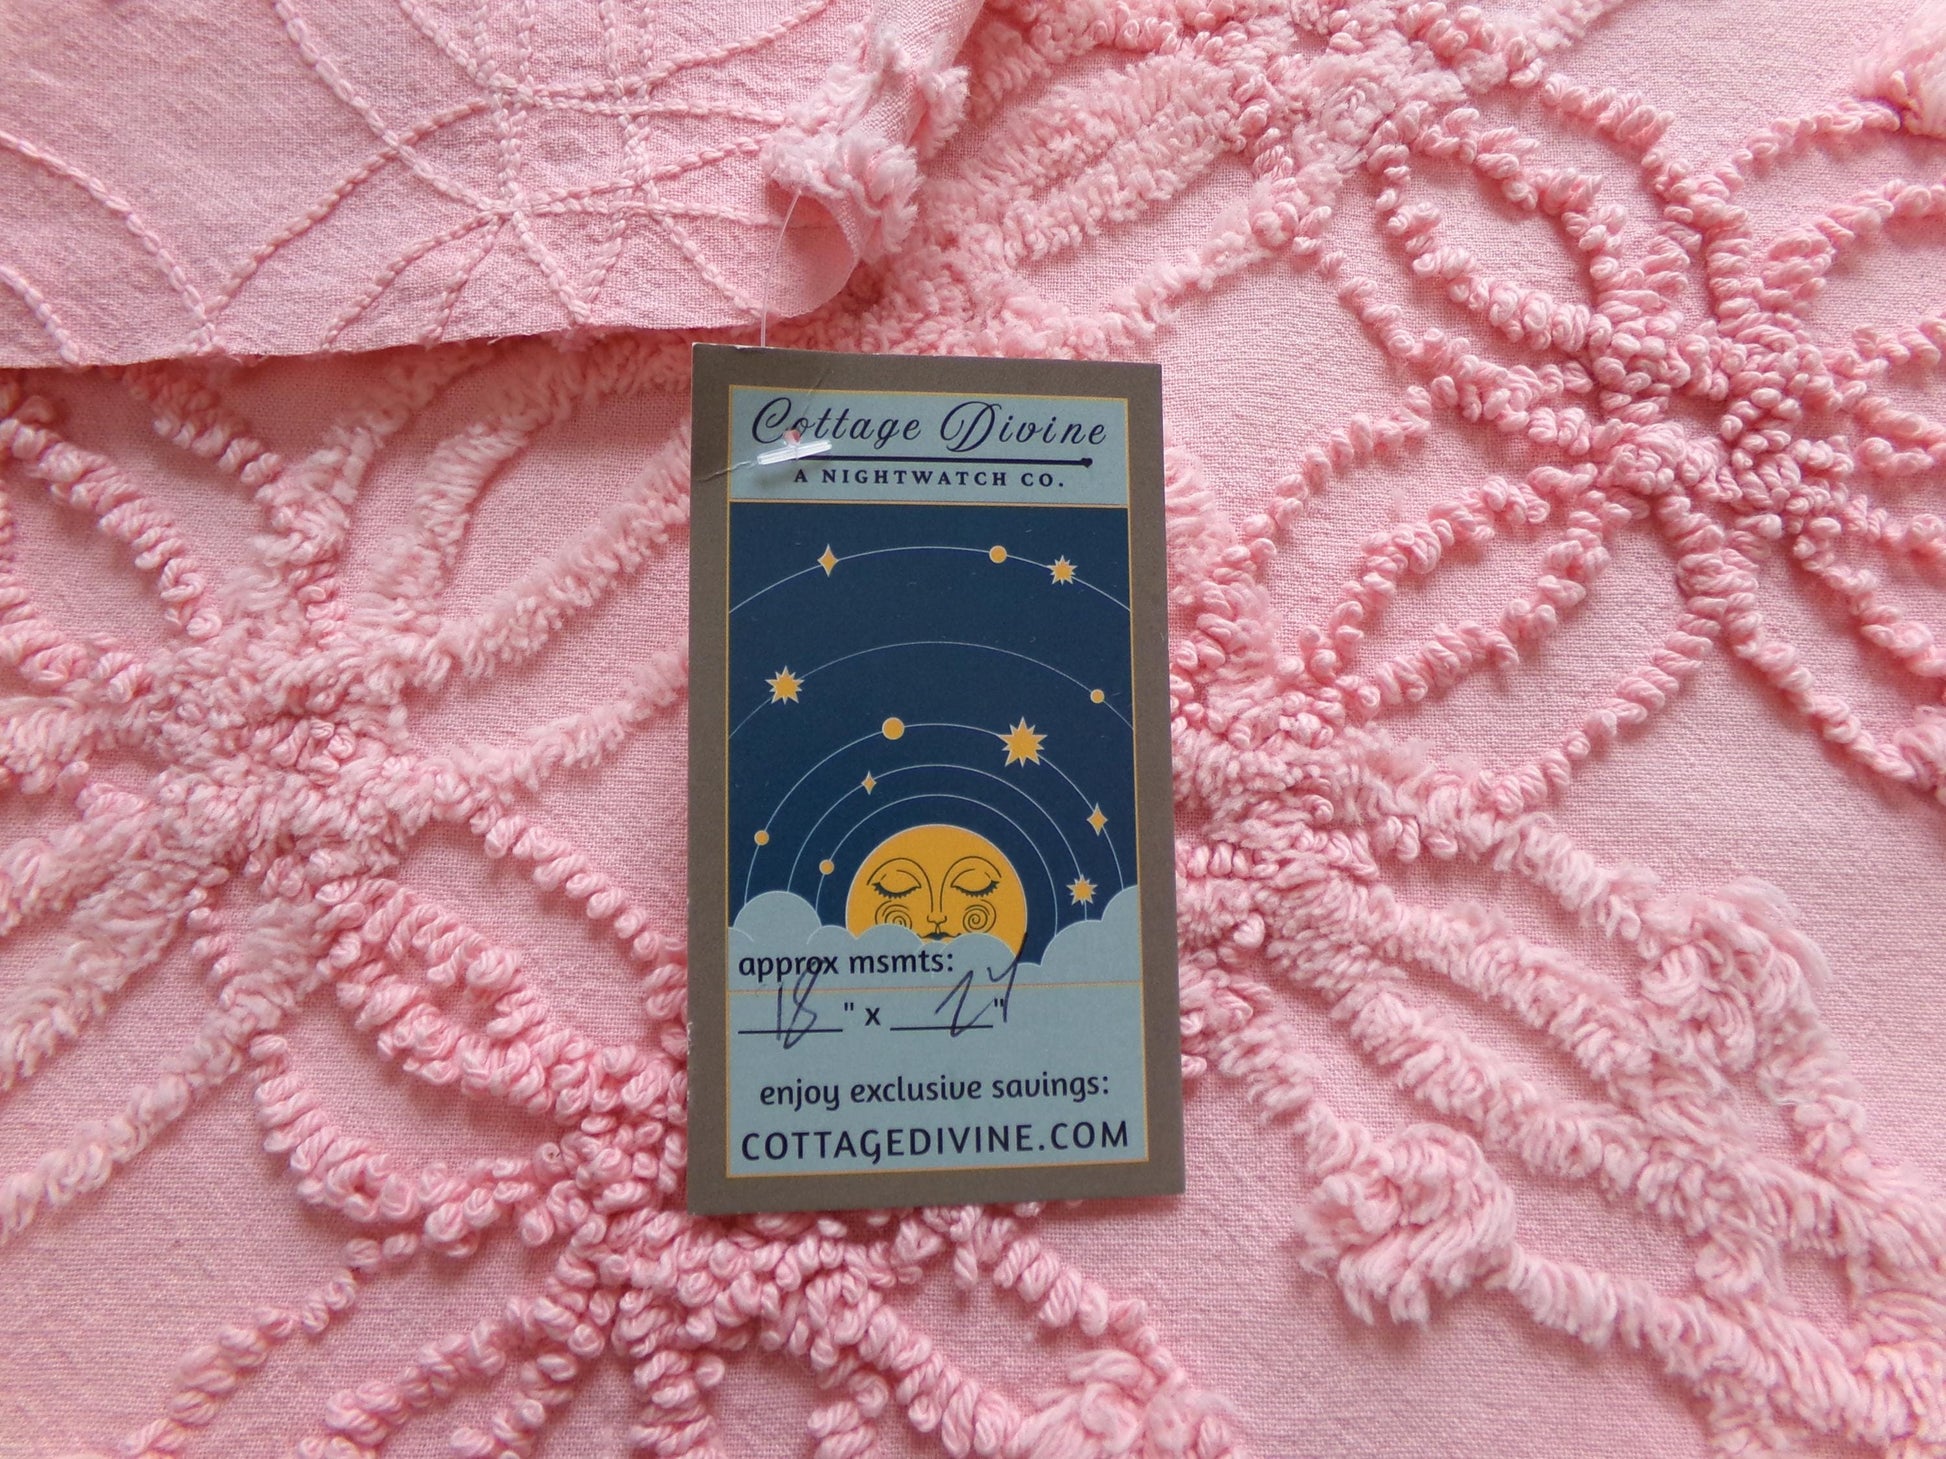 Cottage Divine
A NIGHTWATCH CO.
approx msmts:
18 " x 24"
enjoy exclusive savings:
COTTAGEDIVINE.COM